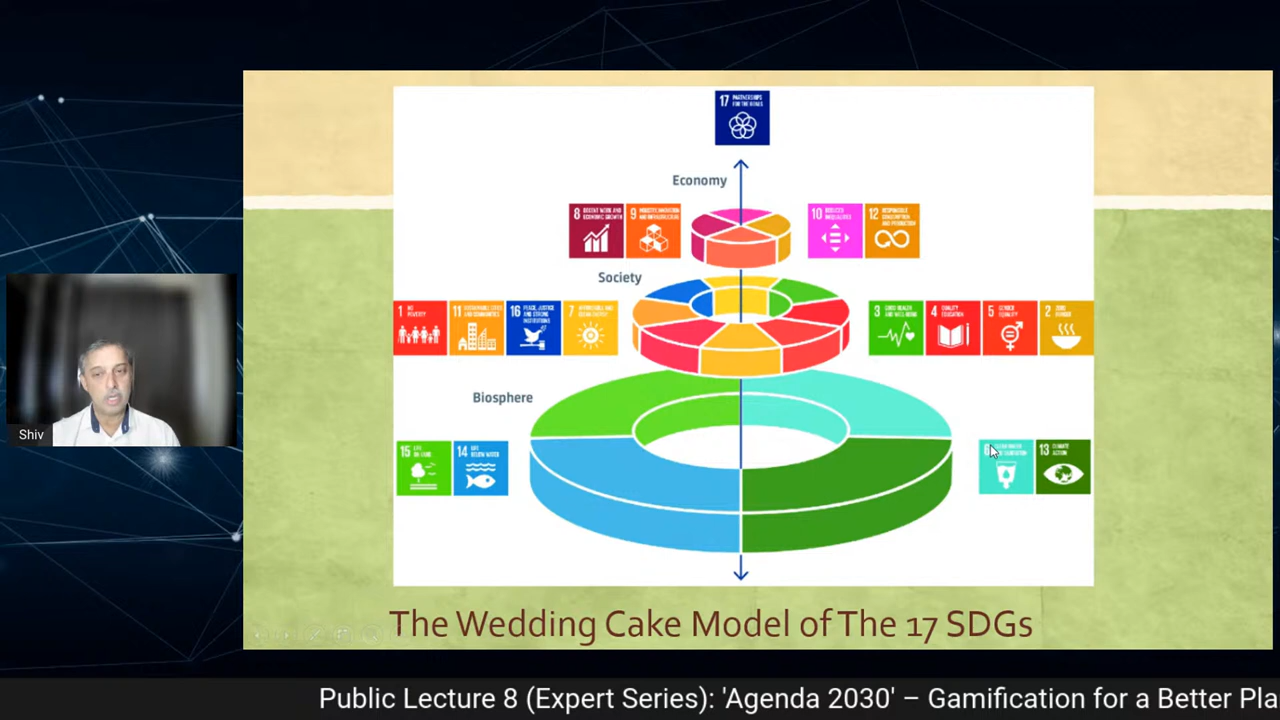 17 PARTNERSHIPS
FOR THE GOALS
Economy
8 DECENT WORK AND
ECONOMIC GROWTH
9 INDUSTRY, INNOVATION
AND INFRASTRUCTURE
10 REDUCED
INEQUALITIES
12 RESPONSIBLE
CONSUMPTION
AND PRODUCTION
Society
1 NO
POVERTY
11 SUSTAINABLE CITIES
AND COMMUNITIES
16 PEACE, JUSTICE
AND STRONG
INSTITUTIONS
7 AFFORDABLE AND
CLEAN ENERGY
3 GOOD HEALTH
AND WELL-BEING
4 QUALITY
EDUCATION
5 GENDER
EQUALITY
2 ZERO
HUNGER
Biosphere
15 LIFE
ON LAND
14 LIFE
BELOW WATER
CLEAN WATER
AND SANITATION
13 CLIMATE
ACTION
Shiv
The Wedding Cake Model of The 17 SDGs
Public Lecture 8 (Expert Series): 'Agenda 2030' – Gamification for a Better Pla